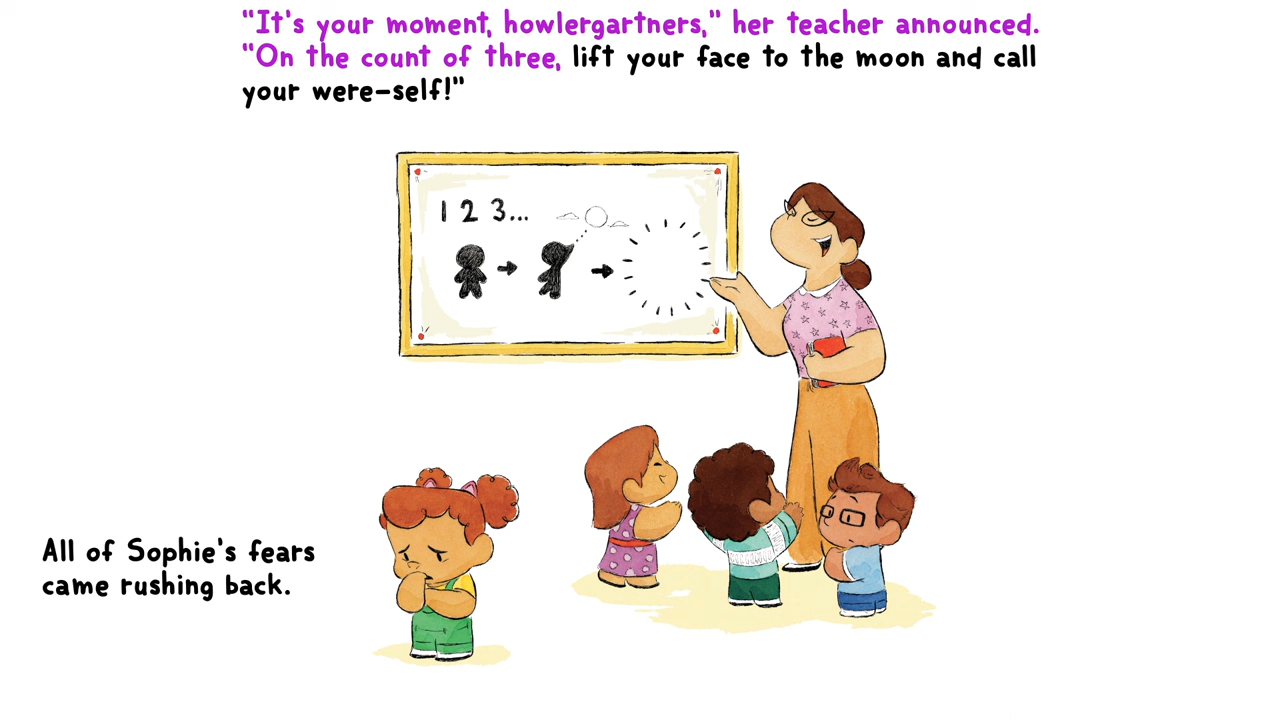 "It's your moment, howlergartners," her teacher announced.
"On the count of three, lift your face to the moon and call
your were-self!"
1 2 3...
All of Sophie's fears
came rushing back.